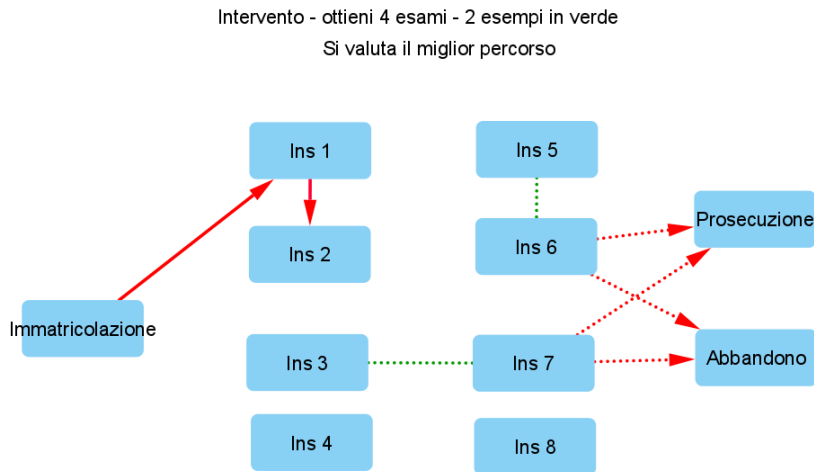 Intervento - ottieni 4 esami - 2 esempi in verde
Si valuta il miglior percorso
Ins 1
Ins 5
Prosecuzione
Ins 2
Ins 6
Immatricolazione
Ins 3
Ins 7
Abbandono
Ins 4
Ins 8